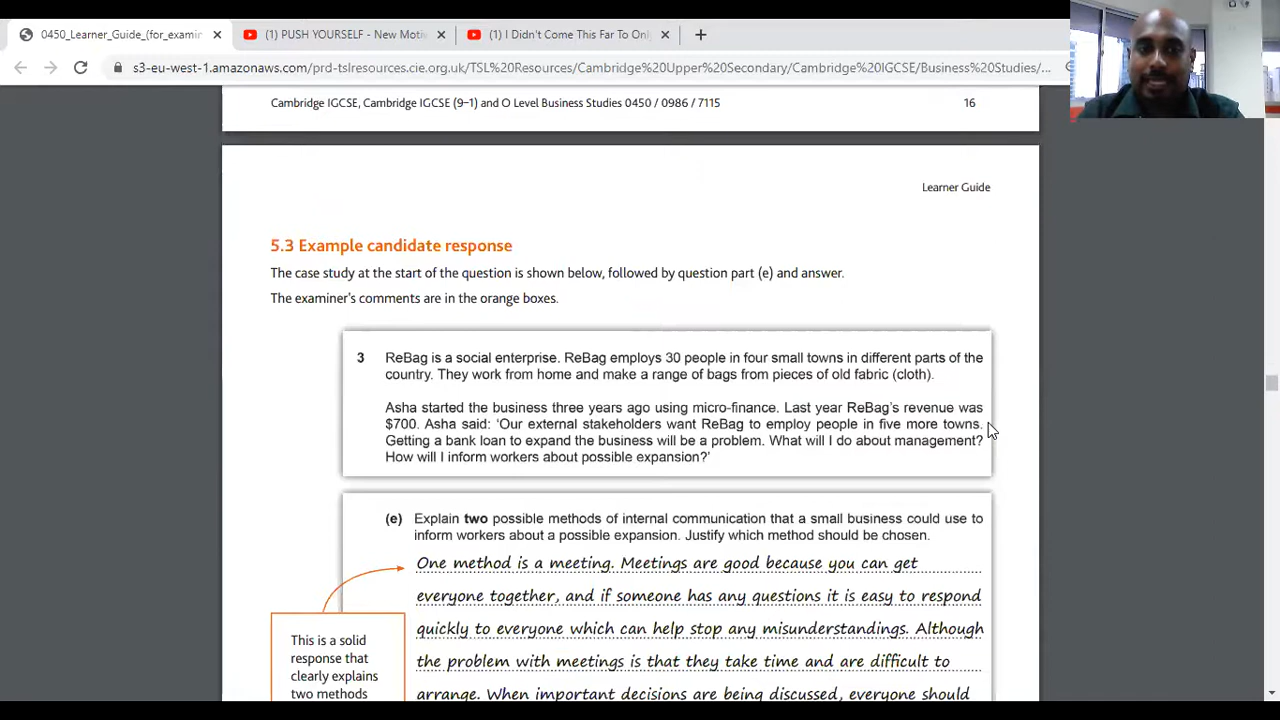 0450_Learner_Guide_(for_examin
(1) PUSH YOURSELF - New Moti
(1) I Didn't Come This Far To Onl
s3-eu-west-1.amazonaws.com/prd-tslresources.cie.org.uk/TSL%20Resources/Cambridge%20Upper%20Secondary/Cambridge%20IGCSE/Business%20Studies/...
Cambridge IGCSE, Cambridge IGCSE (9–1) and O Level Business Studies 0450 / 0986 / 7115 16
Learner Guide
5.3 Example candidate response
The case study at the start of the question is shown below, followed by question part (e) and answer.
The examiner's comments are in the orange boxes.
3 ReBag is a social enterprise. ReBag employs 30 people in four small towns in different parts of the
country. They work from home and make a range of bags from pieces of old fabric (cloth).
Asha started the business three years ago using micro-finance. Last year ReBag's revenue was
$700. Asha said: 'Our external stakeholders want ReBag to employ people in five more towns.
Getting a bank loan to expand the business will be a problem. What will I do about management?
How will I inform workers about possible expansion?'
(e) Explain two possible methods of internal communication that a small business could use to
inform workers about a possible expansion. Justify which method should be chosen.
One method is a meeting. Meetings are good because you can get
everyone together, and if someone has any questions it is easy to respond
quickly to everyone which can help stop any misunderstandings. Although
the problem with meetings is that they take time and are difficult to
arrange. When important decisions are being discussed, everyone should
This is a solid
response that
clearly explains
two methods